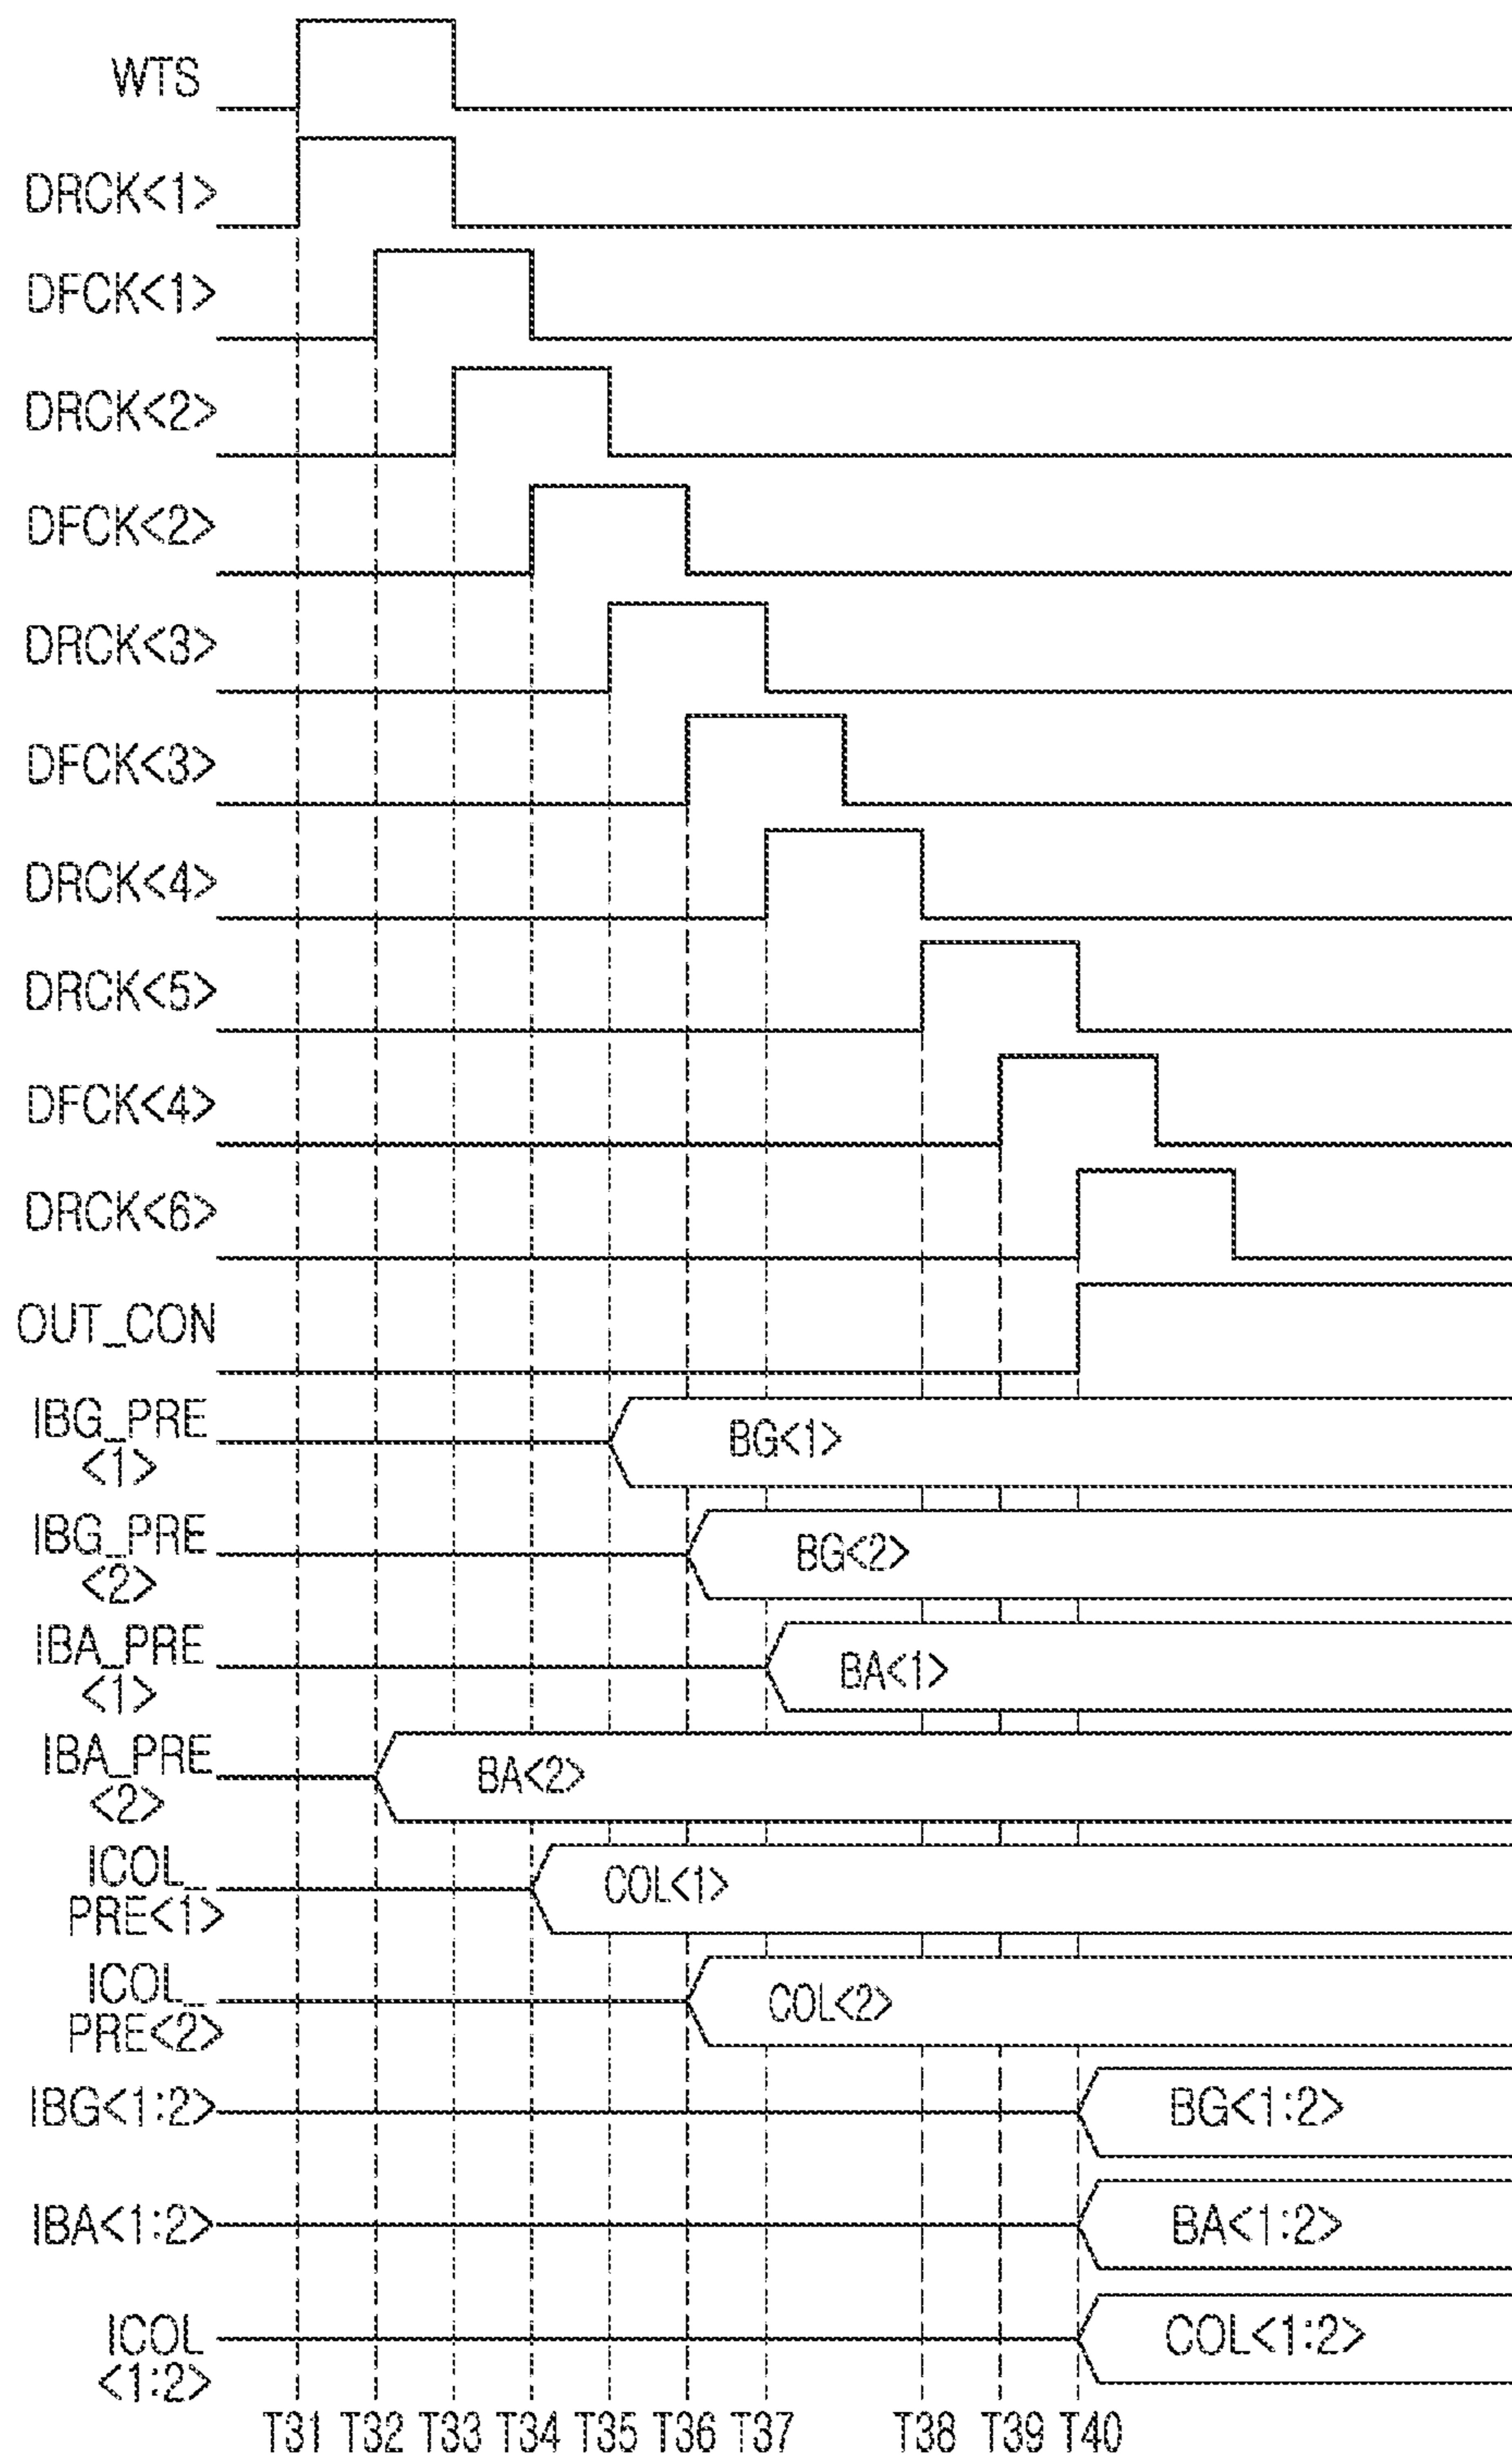 WTS
DRCK<1>
DFCK<1>
DRCK<2>
DFCK<2>
DRCK<3>
DFCK<3>
DRCK<4>
DRCK<5>
DFCK<4>
DRCK<6>
OUT_CON
IBG_PRE
<1>
BG<1>
IBG_PRE
<2>
BG<2>
IBA_PRE
<1>
BA<1>
IBA_PRE
<2>
BA<2>
ICOL_
PRE<1>
COL<1>
ICOL_
PRE<2>
COL<2>
IBG<1:2>
BG<1:2>
IBA<1:2>
BA<1:2>
ICOL
<1:2>
COL<1:2>
T31 T32 T33 T34 T35 T36 T37 T38 T39 T40